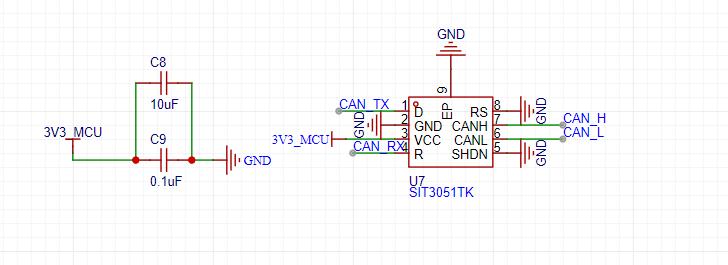 GND
C8
10uF
3V3_MCU
C9
0.1uF
GND
CAN_TX
1
D
9
EP
RS
8
GND
GND
2
GND
CANH
7
CAN_H
3V3_MCU
3
VCC
CANL
6
CAN_L
CAN_RX
4
R
SHDN
5
GND
U7
SIT3051TK